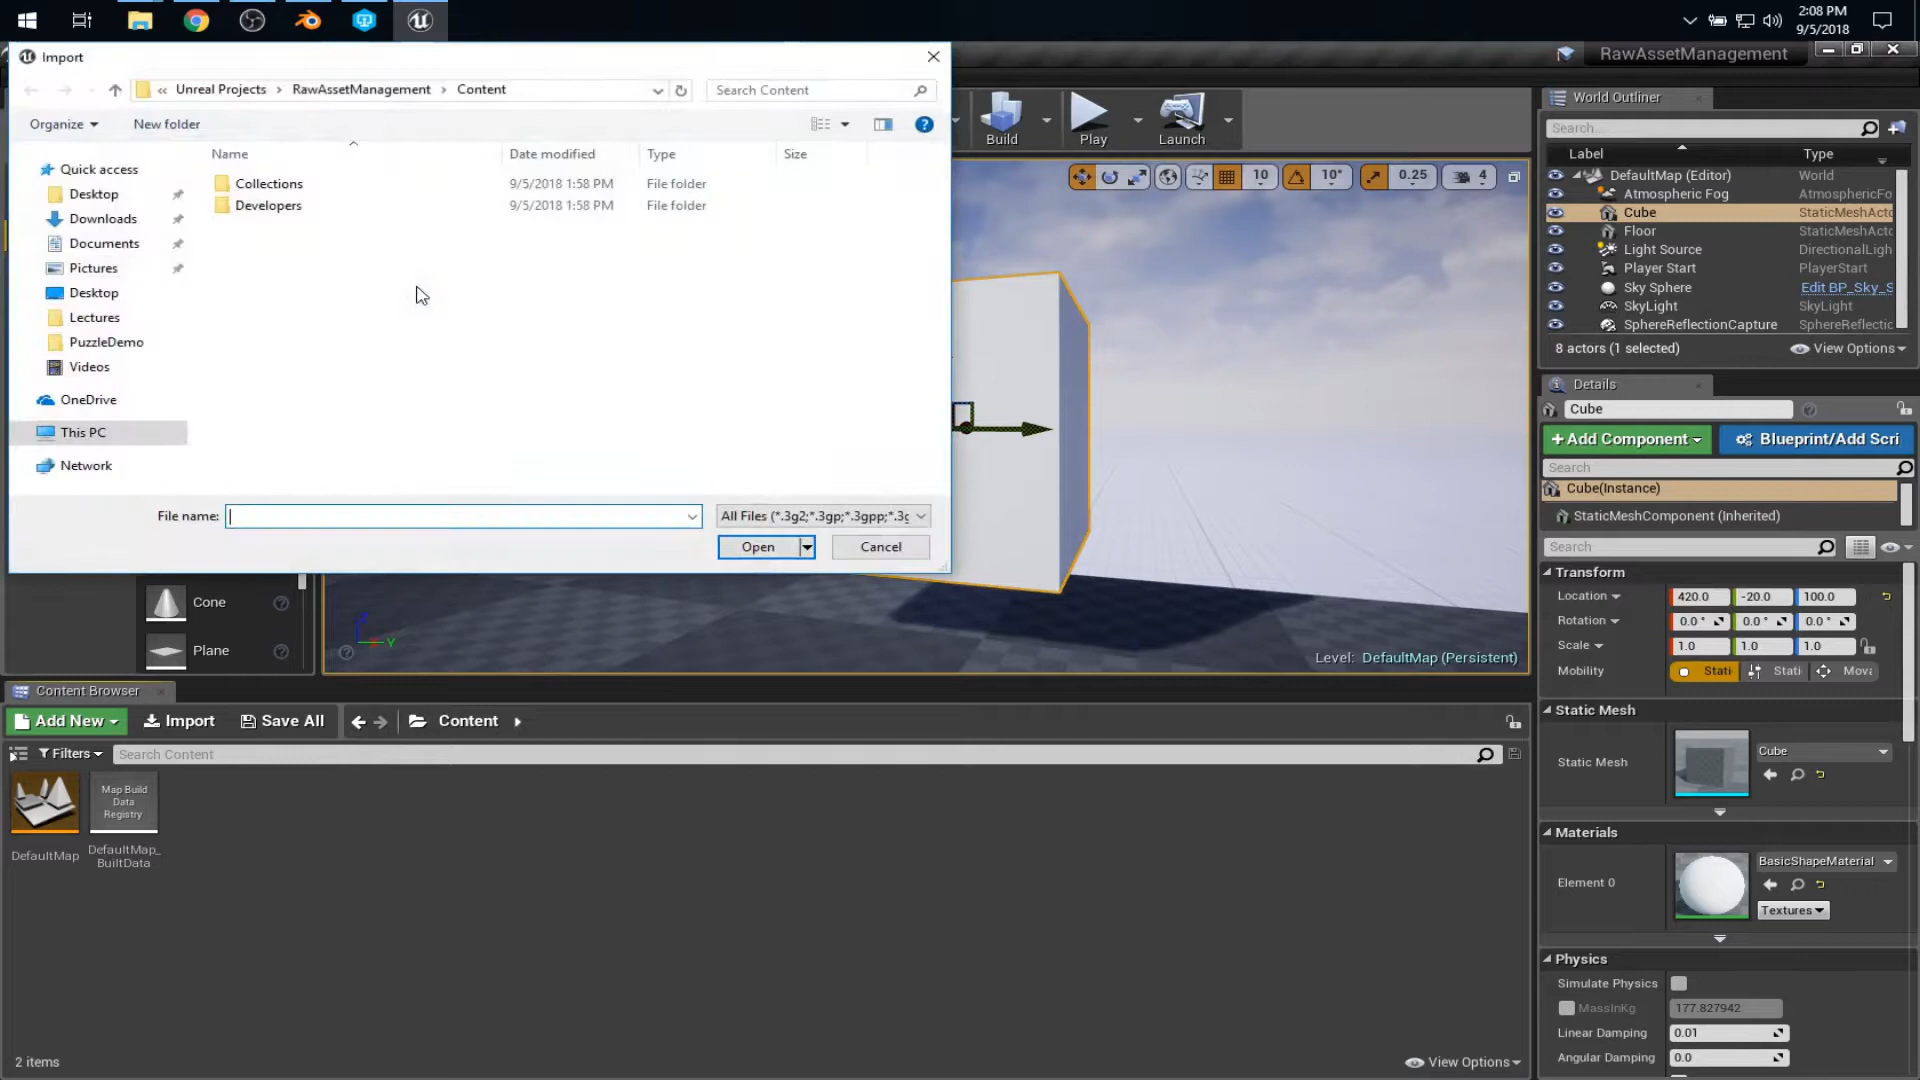 2:08 PM
9/5/2018
Import
RawAssetManagement
« Unreal Projects › RawAssetManagement › Content
Search Content
Organize
New folder
Name
Date modified
Type
Size
Collections
9/5/2018 1:58 PM
File folder
Developers
9/5/2018 1:58 PM
File folder
Quick access
Desktop
Downloads
Documents
Pictures
Desktop
Lectures
PuzzleDemo
Videos
OneDrive
This PC
Network
File name:
All Files (*.3g2;*.3gp;*.3gpp;*.3g
Open
Cancel
Build
Play
Launch
10
10°
0.25
4
Cone
Plane
Y
Level: DefaultMap (Persistent)
World Outliner
Search...
Label
Type
DefaultMap (Editor)
World
Atmospheric Fog
AtmosphericFo
Cube
StaticMeshActo
Floor
StaticMeshActo
Light Source
DirectionalLigh
Player Start
PlayerStart
Sky Sphere
Edit BP_Sky_S
SkyLight
SkyLight
SphereReflectionCapture
SphereReflectic
8 actors (1 selected)
View Options
Details
Cube
+Add Component
Blueprint/Add Scri
Search
Cube(Instance)
StaticMeshComponent (Inherited)
Search
Transform
Location
420.0
-20.0
100.0
Rotation
0.0 °
0.0 °
0.0 °
Scale
1.0
1.0
1.0
Mobility
Stati
Stati
Mova
Static Mesh
Static Mesh
Cube
Materials
Element 0
BasicShapeMaterial
Textures
Physics
Simulate Physics
MassInKg
177.827942
Linear Damping
0.01
Angular Damping
0.0
Content Browser
Add New
Import
Save All
Content
Filters
Search Content
Map Build
Data
Registry
DefaultMap
DefaultMap_
BuiltData
2 items
View Options